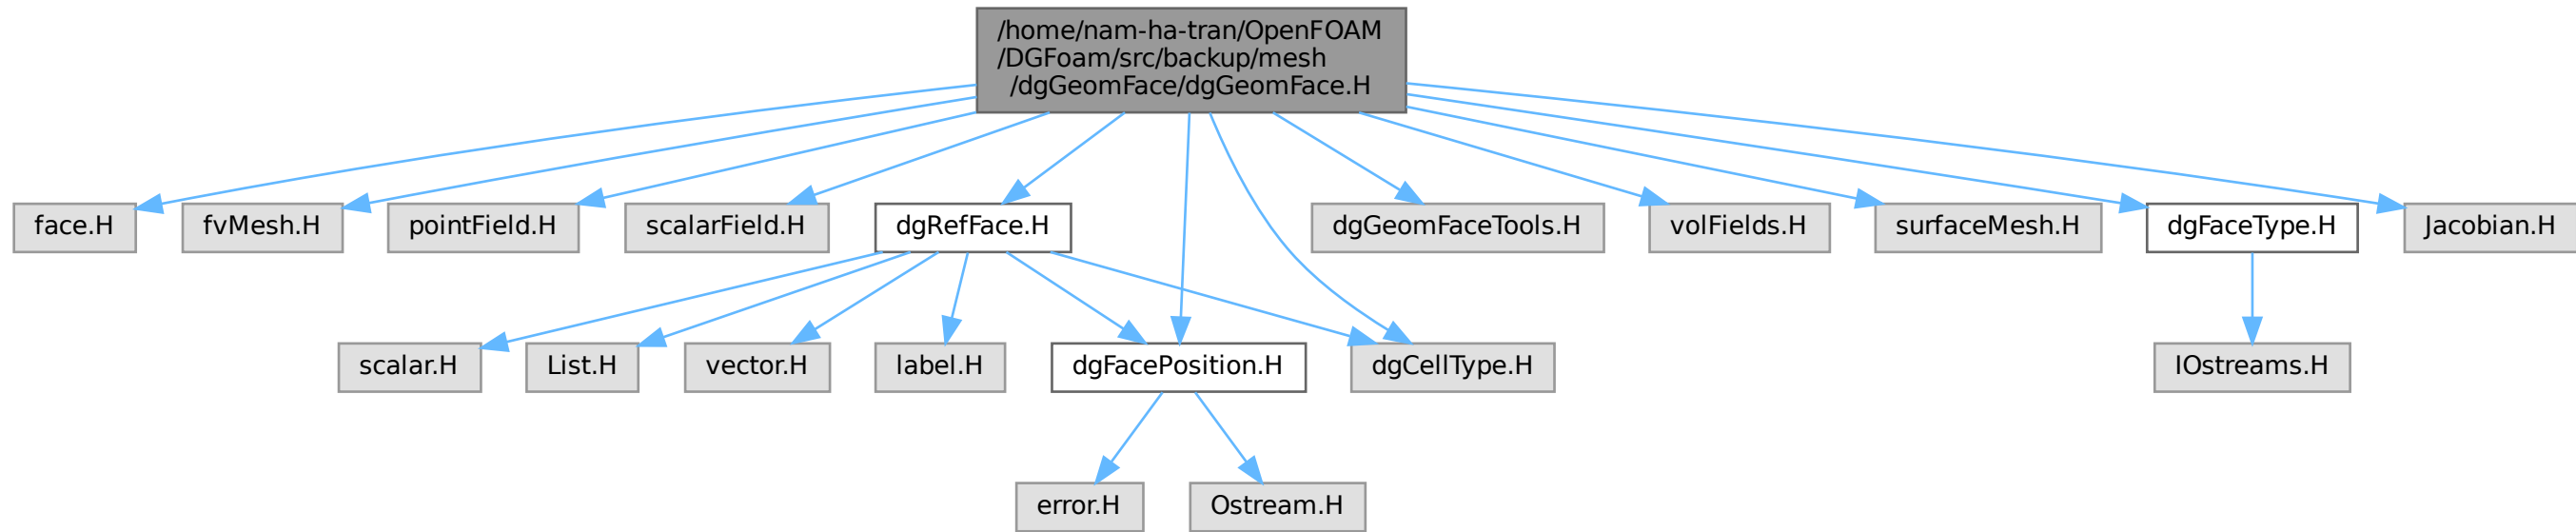 /home/nam-ha-tran/OpenFOAM
/DGFoam/src/backup/mesh
/dgGeomFace/dgGeomFace.H
face.H
fvMesh.H
pointField.H
scalarField.H
dgRefFace.H
dgGeomFaceTools.H
volFields.H
surfaceMesh.H
dgFaceType.H
Jacobian.H
scalar.H
List.H
vector.H
label.H
dgFacePosition.H
dgCellType.H
IOstreams.H
error.H
Ostream.H